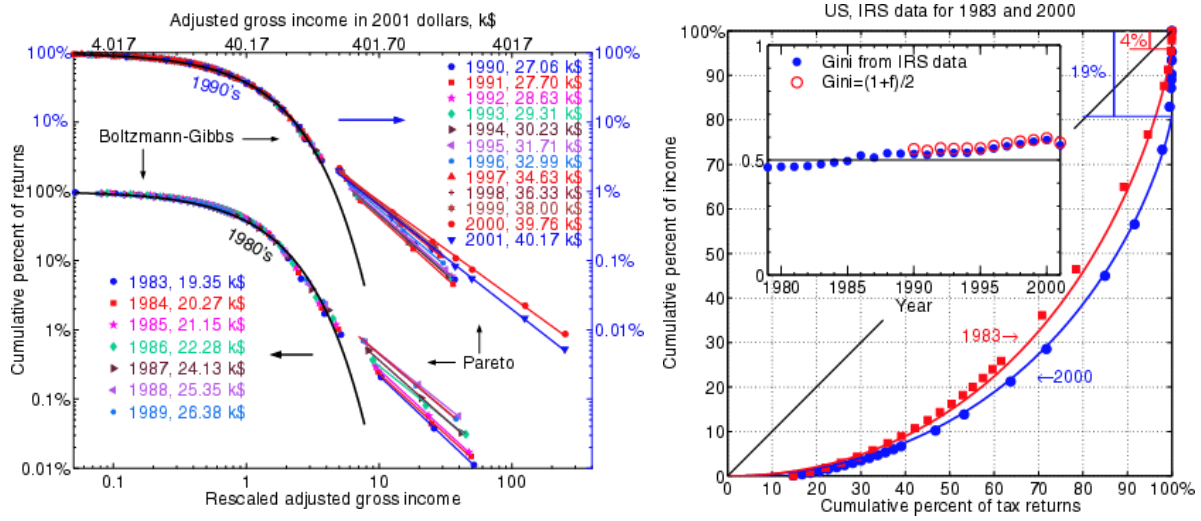 Adjusted gross income in 2001 dollars, k$
4.017 40.17 401.70 4017
100%
10%
1%
0.1%
0.01%
100%
10%
1%
0.1%
0.01%
Cumulative percent of returns
1990's
Boltzmann-Gibbs
1980's
Pareto
1990, 27.06 k$
1991, 27.70 k$
1992, 28.63 k$
1993, 29.31 k$
1994, 30.23 k$
1995, 31.71 k$
1996, 32.99 k$
1997, 34.63 k$
1998, 36.33 k$
1999, 38.00 k$
2000, 39.76 k$
2001, 40.17 k$
1983, 19.35 k$
1984, 20.27 k$
1985, 21.15 k$
1986, 22.28 k$
1987, 24.13 k$
1988, 25.35 k$
1989, 26.38 k$
0.1 1 10 100
Rescaled adjusted gross income
US, IRS data for 1983 and 2000
100%
90
80
70
60
50
40
30
20
10
0
Cumulative percent of income
4%
19%
Gini from IRS data
Gini=(1+f)/2
1
0.5
0
1980 1985 1990 1995 2000
Year
1983→
←2000
0 10 20 30 40 50 60 70 80 90 100%
Cumulative percent of tax returns